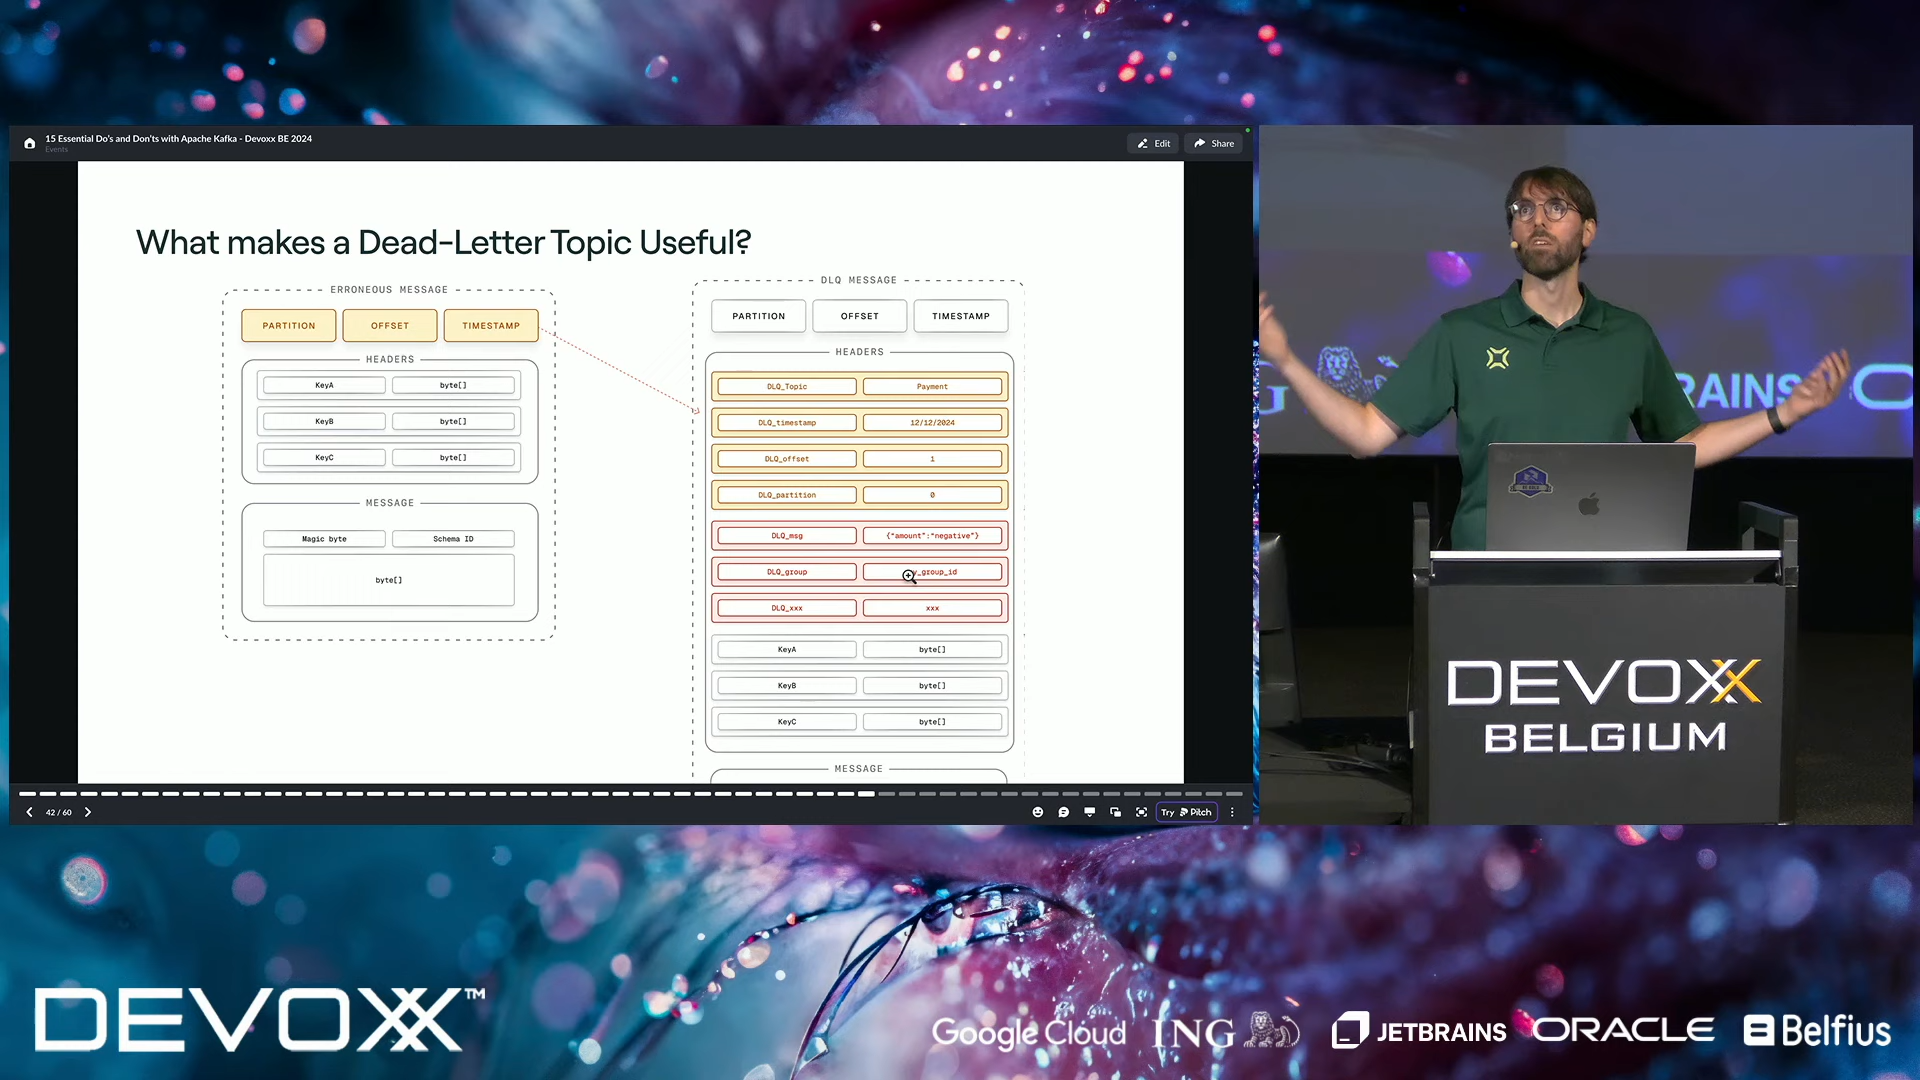 15 Essential Do's and Don'ts with Apache Kafka - Devoxx BE 2024
Events
Edit
Share
What makes a Dead-Letter Topic Useful?
ERRONEOUS MESSAGE
PARTITION OFFSET TIMESTAMP
HEADERS
KeyA byte[]
KeyB byte[]
KeyC byte[]
MESSAGE
Magic byte Schema ID
byte[]
DLQ MESSAGE
PARTITION OFFSET TIMESTAMP
HEADERS
DLQ_Topic Payment
DLQ_timestamp 12/12/2024
DLQ_offset 1
DLQ_partition 0
DLQ_msg {"amount":"negative"}
DLQ_group _group_id
DLQ_xxx xxx
KeyA byte[]
KeyB byte[]
KeyC byte[]
MESSAGE
42 / 60
Try Pitch
G
BRAINS
DEVOXX
BELGIUM
DEVOXX™
Google Cloud
ING
JETBRAINS
ORACLE
Belfius